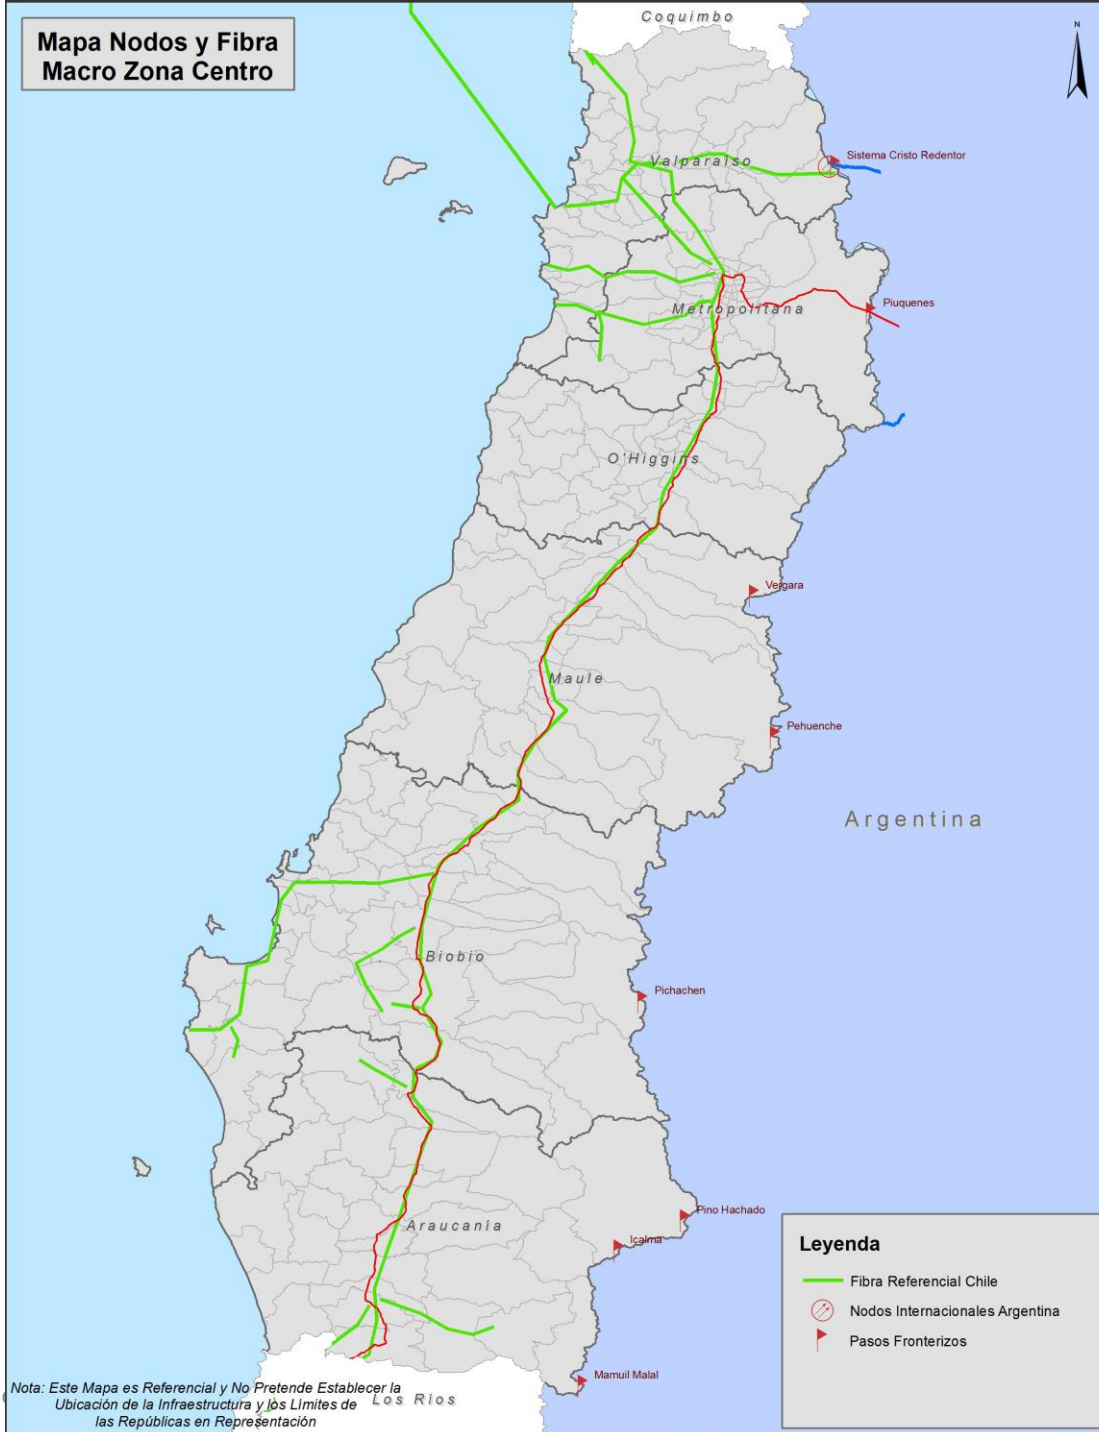 Mapa Nodos y Fibra
Macro Zona Centro
Coquimbo
N
Valparaíso
Sistema Cristo Redentor
Piuquenes
Metropolitana
O'Higgins
Vergara
Maule
Pehuenche
Argentina
Biobio
Pichachen
Pino Hachado
Araucanía
Icalma
Leyenda
Fibra Referencial Chile
Nodos Internacionales Argentina
Pasos Fronterizos
Mamuil Malal
Los Ríos
Nota: Este Mapa es Referencial y No Pretende Establecer la
Ubicación de la Infraestructura y los Límites de
las Repúblicas en Representación